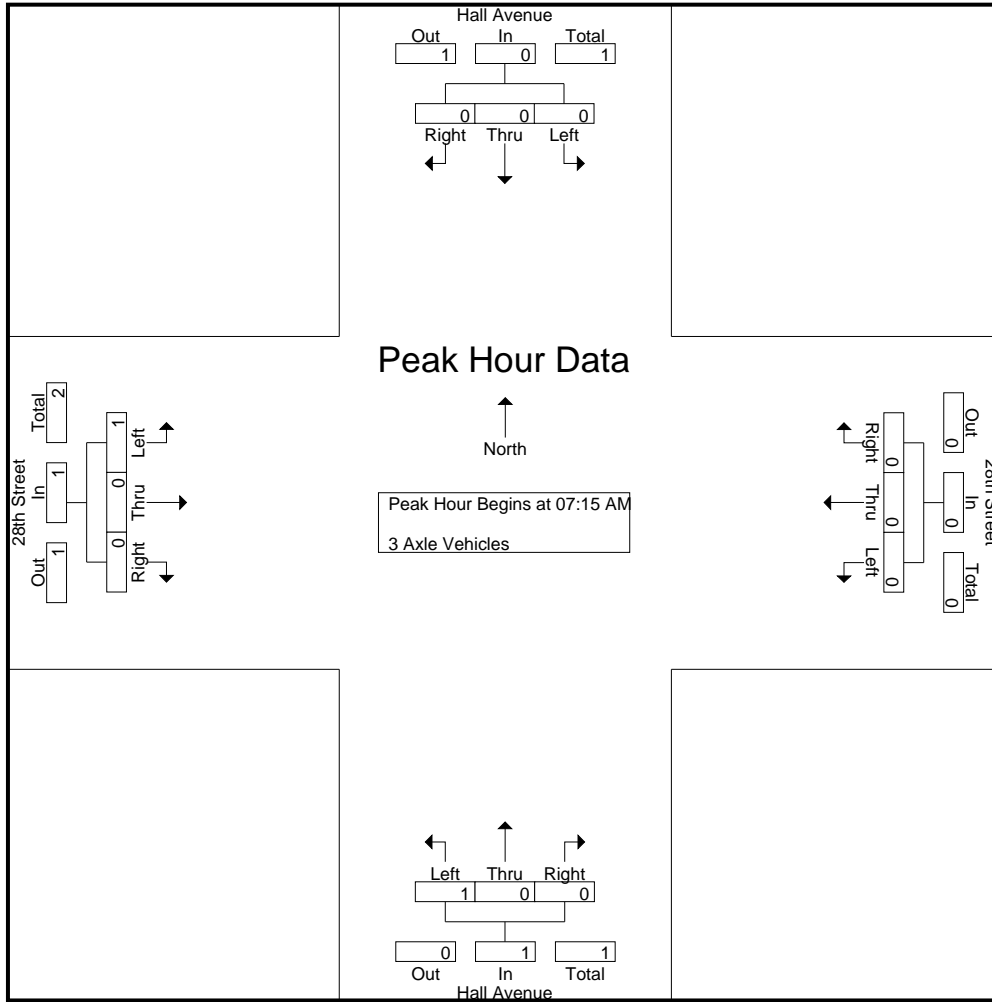 Hall Avenue
Out In Total
1 0 1
0 0 0
Right Thru Left
Peak Hour Data
North
Peak Hour Begins at 07:15 AM
3 Axle Vehicles
28th Street
Out In Total
1 1 2
Right Thru Left
0 0 1
28th Street
Out In Total
0 0 0
Right Thru Left
0 0 0
Left Thru Right
1 0 0
0 1 1
Out In Total
Hall Avenue